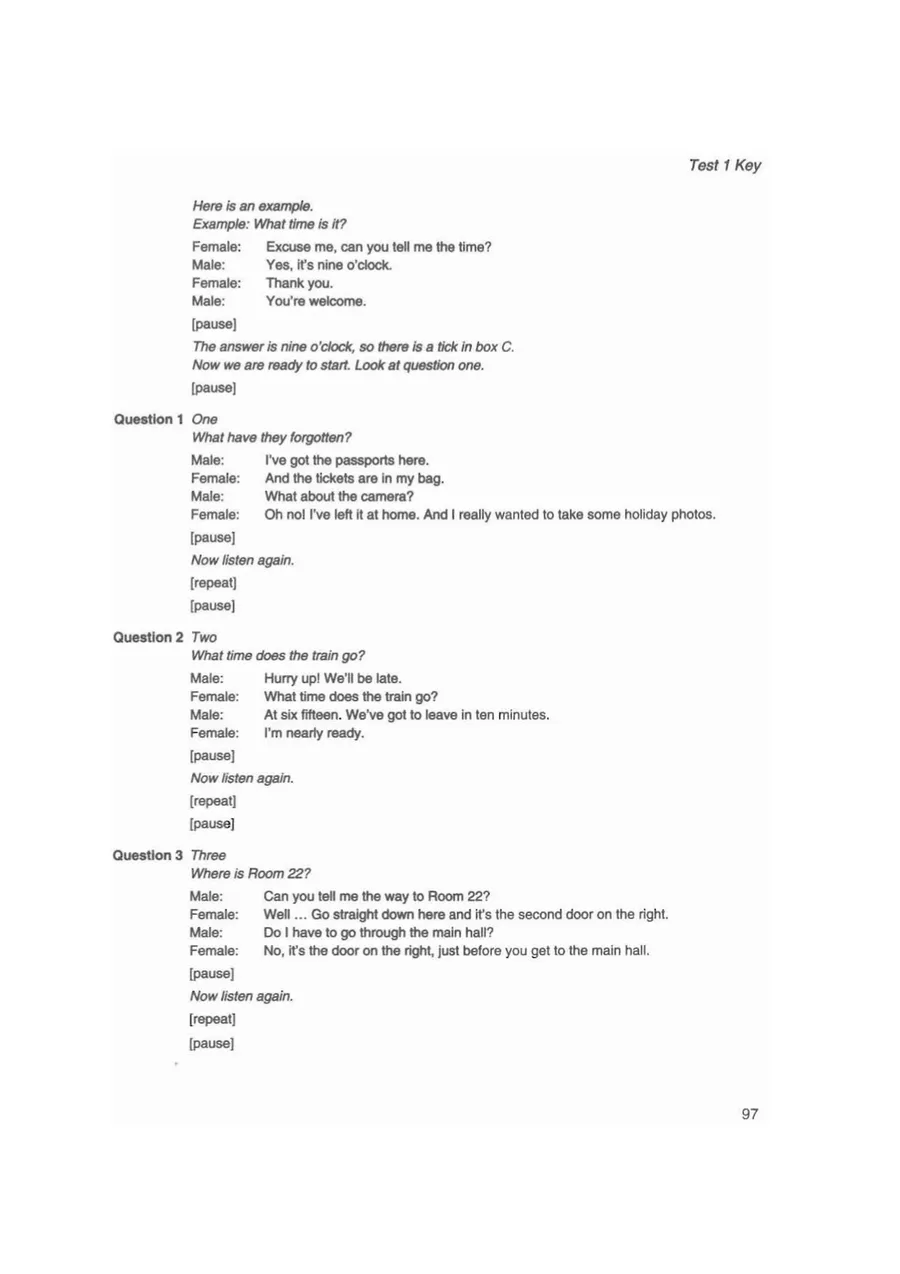 Test 1 Key
Here is an example.
Example: What time is it?
Female: Excuse me, can you tell me the time?
Male: Yes, it's nine o'clock.
Female: Thank you.
Male: You're welcome.
[pause]
The answer is nine o'clock, so there is a tick in box C.
Now we are ready to start. Look at question one.
[pause]
Question 1 One
What have they forgotten?
Male: I've got the passports here.
Female: And the tickets are in my bag.
Male: What about the camera?
Female: Oh no! I've left it at home. And I really wanted to take some holiday photos.
[pause]
Now listen again.
[repeat]
[pause]
Question 2 Two
What time does the train go?
Male: Hurry up! We'll be late.
Female: What time does the train go?
Male: At six fifteen. We've got to leave in ten minutes.
Female: I'm nearly ready.
[pause]
Now listen again.
[repeat]
[pause]
Question 3 Three
Where is Room 22?
Male: Can you tell me the way to Room 22?
Female: Well ... Go straight down here and it's the second door on the right.
Male: Do I have to go through the main hall?
Female: No, it's the door on the right, just before you get to the main hall.
[pause]
Now listen again.
[repeat]
[pause]
97